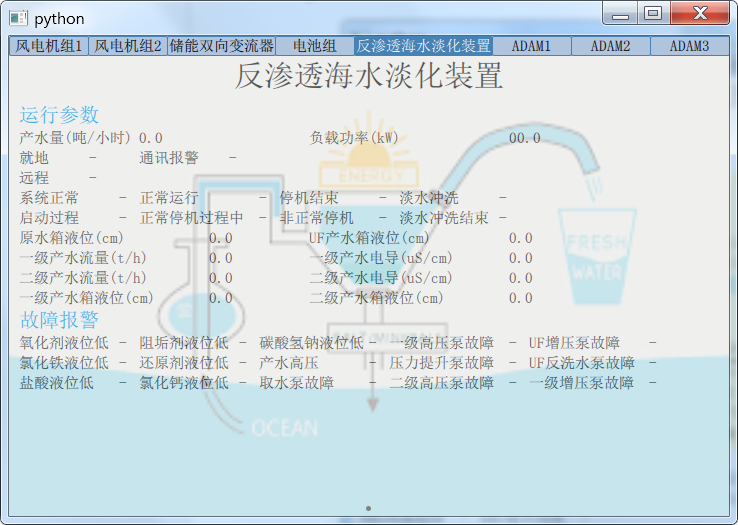 python
风电机组1 风电机组2 储能双向变流器 电池组 反渗透海水淡化装置 ADAM1 ADAM2 ADAM3
反渗透海水淡化装置
运行参数
产水量(吨/小时) 0.0 负载功率(kW) 00.0
就地 - 通讯报警 -
远程 -
系统正常 - 正常运行 - 停机结束 - 淡水冲洗 -
启动过程 - 正常停机过程中 - 非正常停机 - 淡水冲洗结束 -
原水箱液位(cm) 0.0 UF产水箱液位(cm) 0.0
一级产水流量(t/h) 0.0 一级产水电导(uS/cm) 0.0
二级产水流量(t/h) 0.0 二级产水电导(uS/cm) 0.0
一级产水箱液位(cm) 0.0 二级产水箱液位(cm) 0.0
故障报警
氧化剂液位低 - 阻垢剂液位低 - 碳酸氢钠液位低 - 一级高压泵故障 - UF增压泵故障 -
氯化铁液位低 - 还原剂液位低 - 产水高压 - 压力提升泵故障 - UF反洗水泵故障 -
盐酸液位低 - 氯化钙液位低 - 取水泵故障 - 二级高压泵故障 - 一级增压泵故障 -
ENERGY
FRESH
WATER
OCEAN